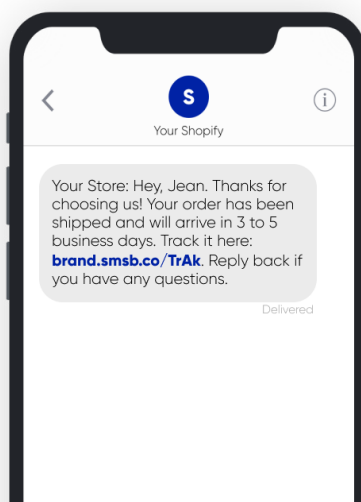 S
Your Shopify
Your Store: Hey, Jean. Thanks for
choosing us! Your order has been
shipped and will arrive in 3 to 5
business days. Track it here:
brand.smsb.co/TrAk. Reply back if
you have any questions.
Delivered